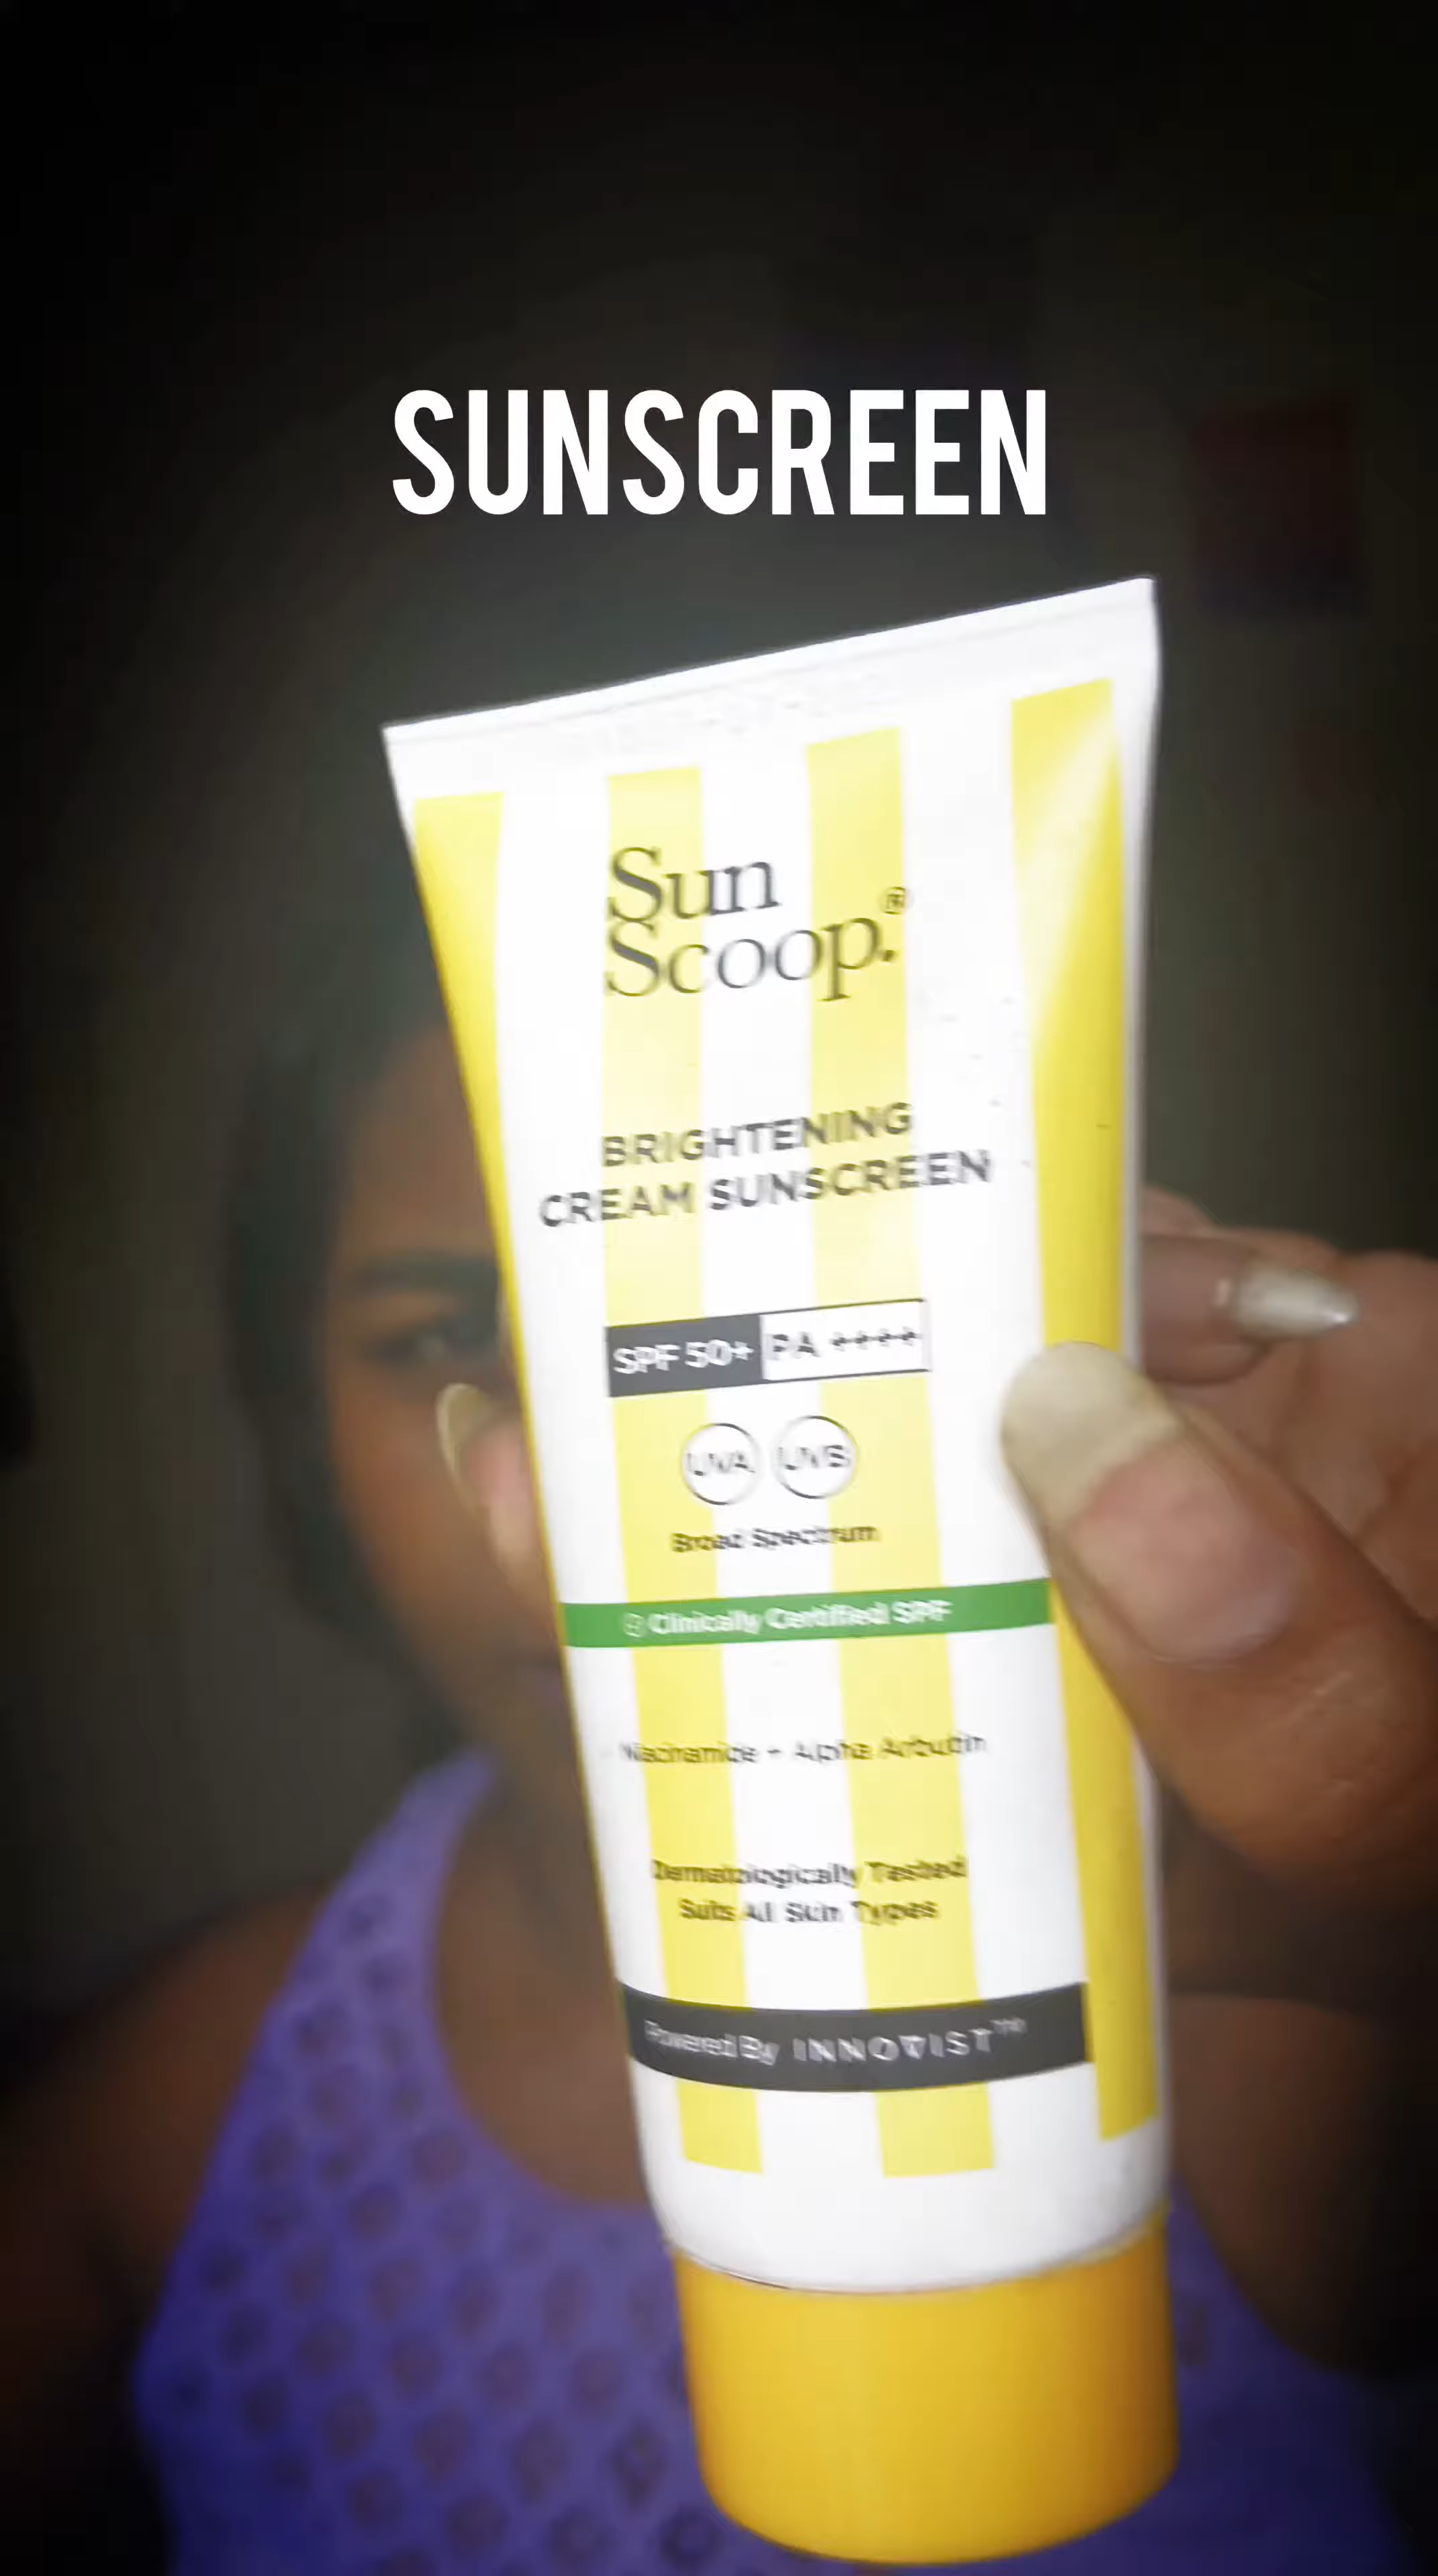 SUNSCREEN
Sun
Scoop.®
BRIGHTENING
CREAM SUNSCREEN
SPF 50+ PA ++++
UVA UVB
Broad Spectrum
Clinically Certified SPF
Niacinamide + Alpha Arbutin
Dermatologically Tested
Suits All Skin Types
Powered By INNOVIST™